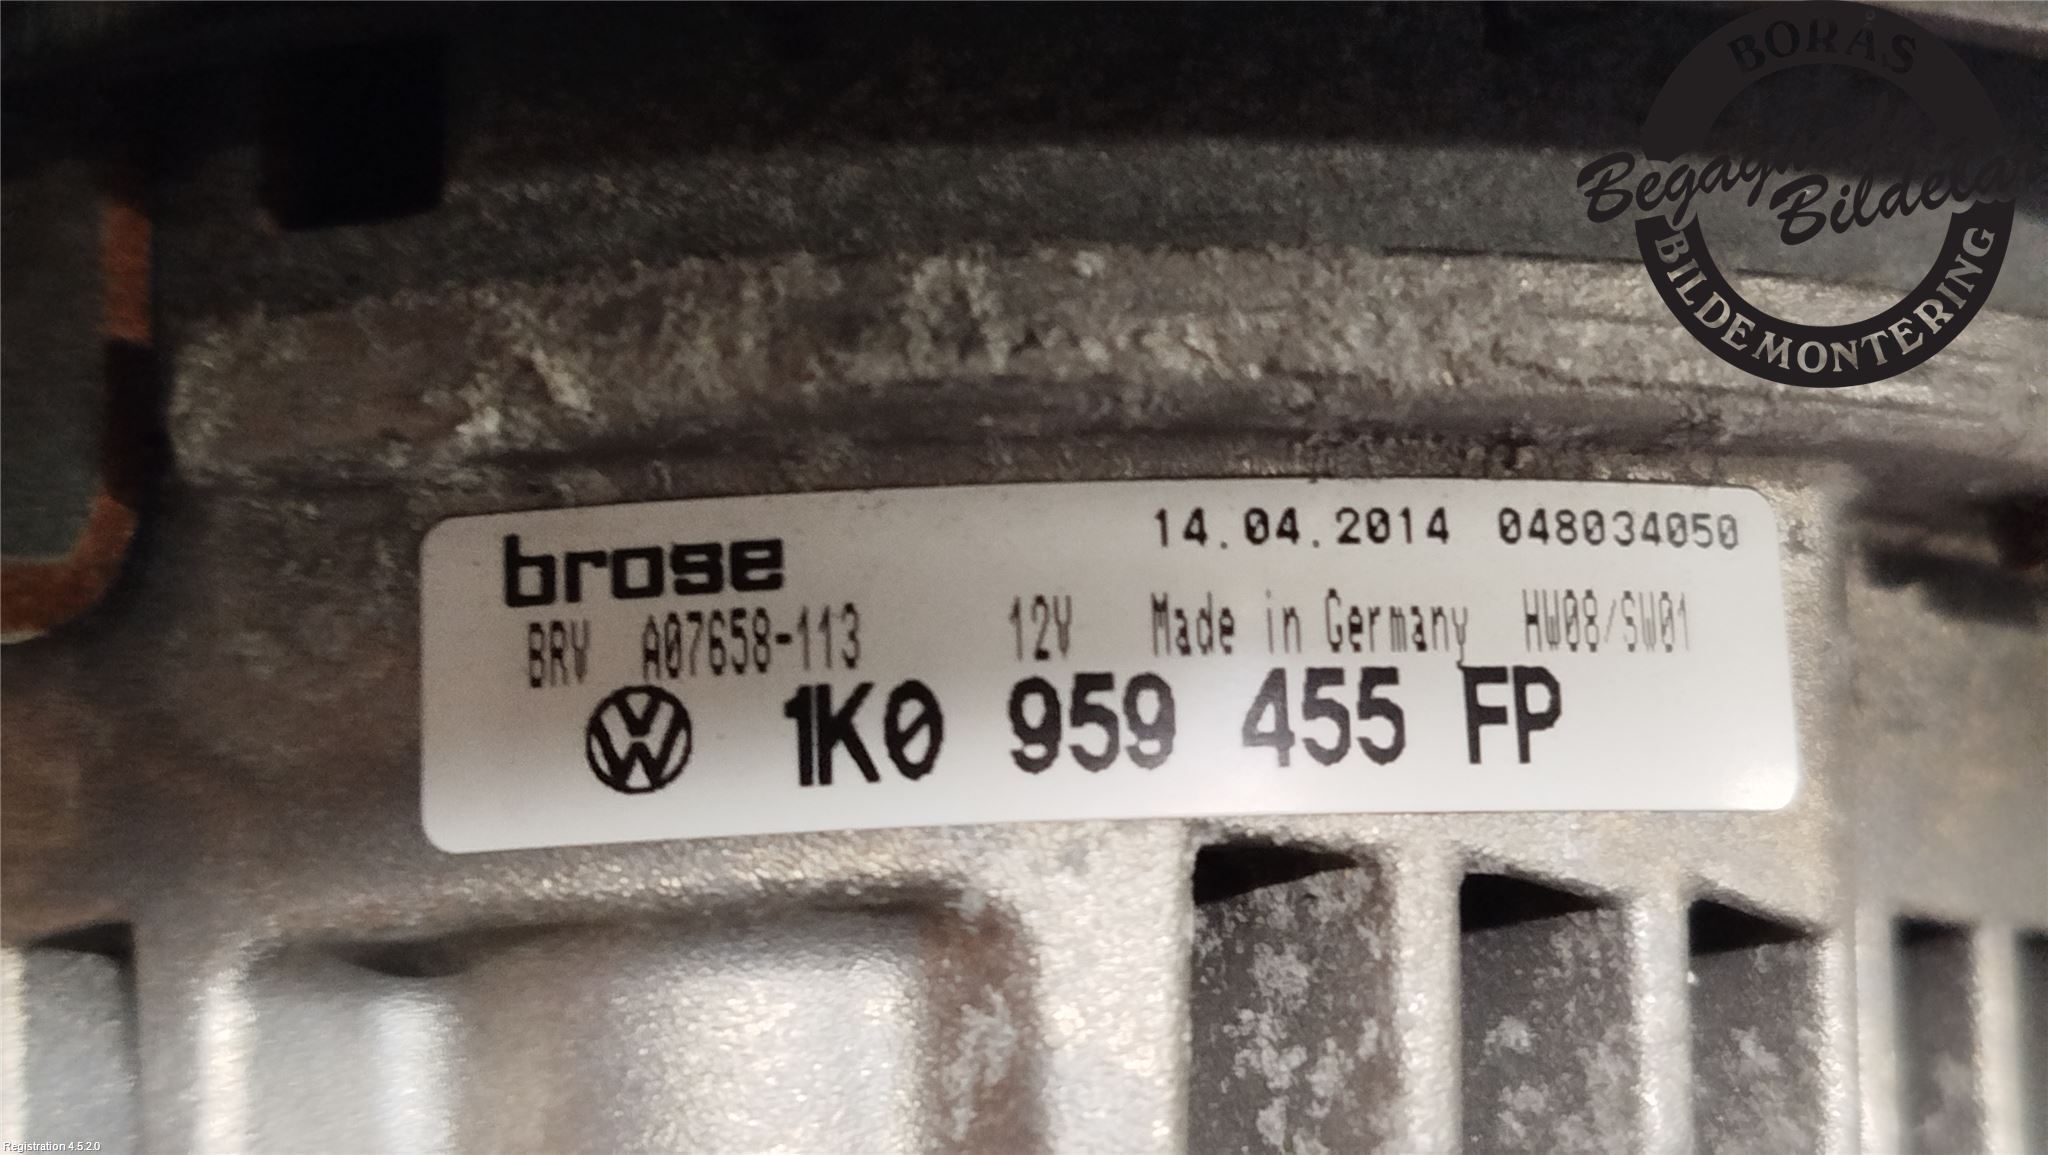 BORÅS
Begagnade
Bildelar
BILDEMONTERING
brose
14.04.2014 048034050
BRV A07658-113 12V Made in Germany HW08/SW01
1K0 959 455 FP
Registration 4.5.2.0